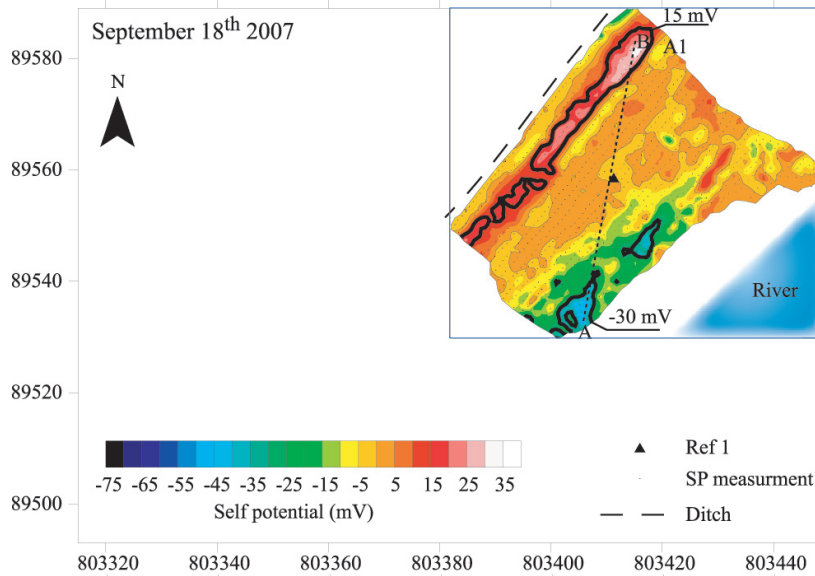 September 18th 2007
15 mV
B
A1
N
89580
89560
89540
89520
89500
River
-30 mV
A
-75 -65 -55 -45 -35 -25 -15 -5 5 15 25 35
Self potential (mV)
Ref 1
SP measurment
Ditch
803320 803340 803360 803380 803400 803420 803440